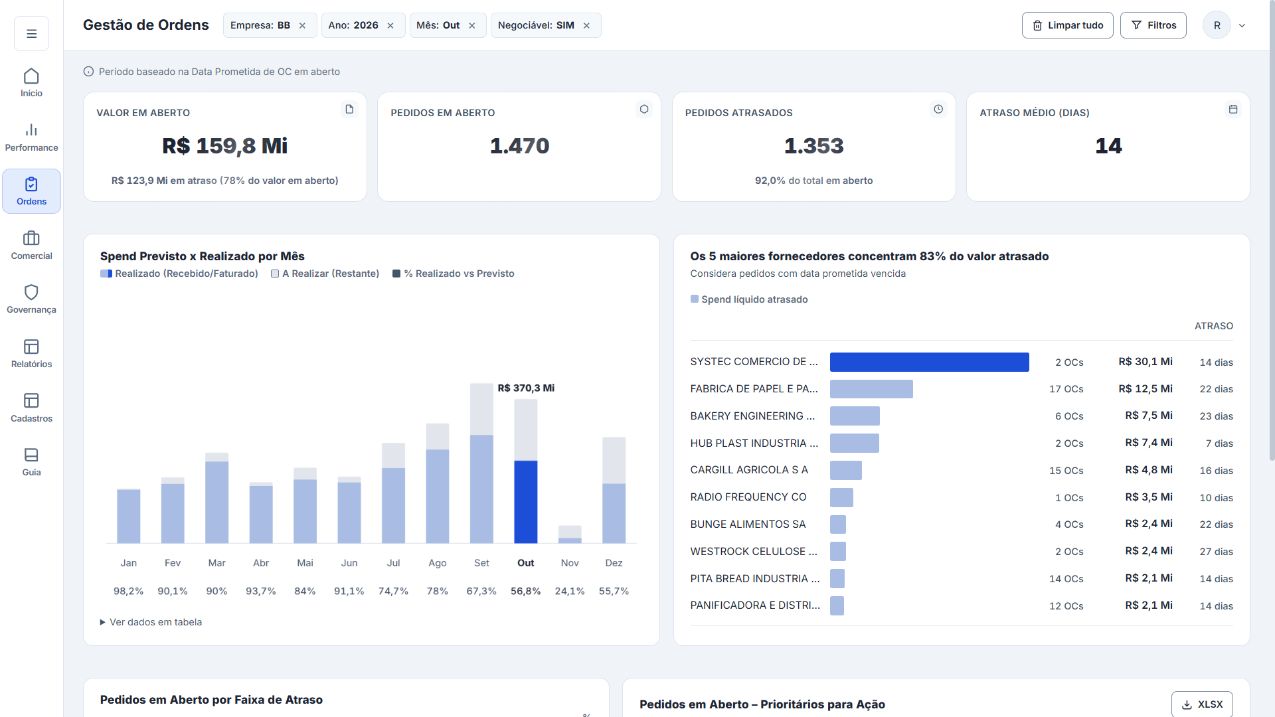 Gestão de Ordens
Empresa: BB ×
Ano: 2026 ×
Mês: Out ×
Negociável: SIM ×
Limpar tudo
Filtros
R
Início
Performance
Ordens
Comercial
Governança
Relatórios
Cadastros
Guia
Período baseado na Data Prometida de OC em aberto
VALOR EM ABERTO
R$ 159,8 Mi
R$ 123,9 Mi em atraso (78% do valor em aberto)
PEDIDOS EM ABERTO
1.470
PEDIDOS ATRASADOS
1.353
92,0% do total em aberto
ATRASO MÉDIO (DIAS)
14
Spend Previsto x Realizado por Mês
Realizado (Recebido/Faturado) A Realizar (Restante) % Realizado vs Previsto
R$ 370,3 Mi
Jan Fev Mar Abr Mai Jun Jul Ago Set Out Nov Dez
98,2% 90,1% 90% 93,7% 84% 91,1% 74,7% 78% 67,3% 56,8% 24,1% 55,7%
▶ Ver dados em tabela
Os 5 maiores fornecedores concentram 83% do valor atrasado
Considera pedidos com data prometida vencida
Spend líquido atrasado
ATRASO
SYSTEC COMERCIO DE ... 2 OCs R$ 30,1 Mi 14 dias
FABRICA DE PAPEL E PA... 17 OCs R$ 12,5 Mi 22 dias
BAKERY ENGINEERING ... 6 OCs R$ 7,5 Mi 23 dias
HUB PLAST INDUSTRIA ... 2 OCs R$ 7,4 Mi 7 dias
CARGILL AGRICOLA S A 15 OCs R$ 4,8 Mi 16 dias
RADIO FREQUENCY CO 1 OCs R$ 3,5 Mi 10 dias
BUNGE ALIMENTOS SA 4 OCs R$ 2,4 Mi 22 dias
WESTROCK CELULOSE ... 2 OCs R$ 2,4 Mi 27 dias
PITA BREAD INDUSTRIA ... 14 OCs R$ 2,1 Mi 14 dias
PANIFICADORA E DISTRI... 12 OCs R$ 2,1 Mi 14 dias
Pedidos em Aberto por Faixa de Atraso
Pedidos em Aberto – Prioritários para Ação
XLSX